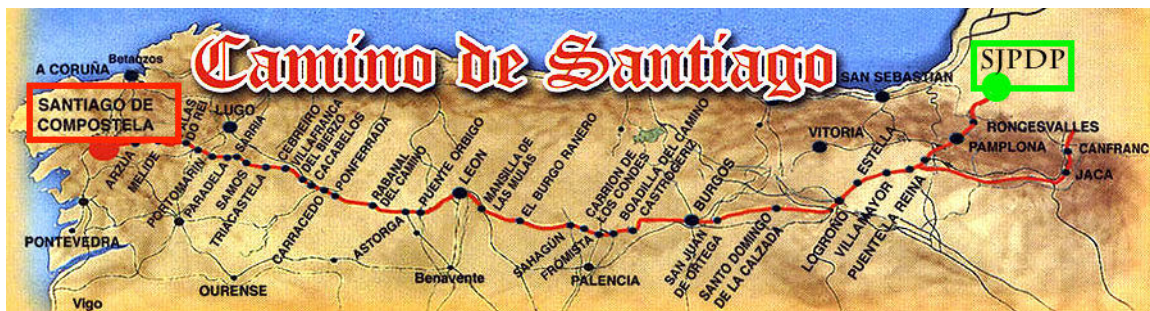 Camino de Santiago
SJPDP
A CORUÑA
Betanzos
SANTIAGO DE
COMPOSTELA
LUGO
SAN SEBASTIAN
VITORIA
RONCESVALLES
PAMPLONA
CANFRANC
JACA
ARZUA
MELIDE
PALAS
DO REI
PORTOMARIN
PARADELA
SARRIA
SAMOS
TRIACASTELA
CEBREIRO
VILLAFRANCA
DEL BIERZO
CACABELOS
CARRACEDO
PONFERRADA
RABANAL
DE CAMINO
ASTORGA
PUENTE ORBIGO
LEON
MANSILLA DE
LAS MULAS
EL BURGO RANERO
SAHAGÚN
FROMISTA
CARRION DE
LOS CONDES
BOADILLA DEL CAMINO
CASTROGERIZ
BURGOS
SAN JUAN
DE ORTEGA
SANTO DOMINGO
DE LA CALZADA
LOGROÑO
VILLAMAYOR
ESTELLA
PUENTE LA REINA
PONTEVEDRA
Vigo
OURENSE
Benavente
PALENCIA